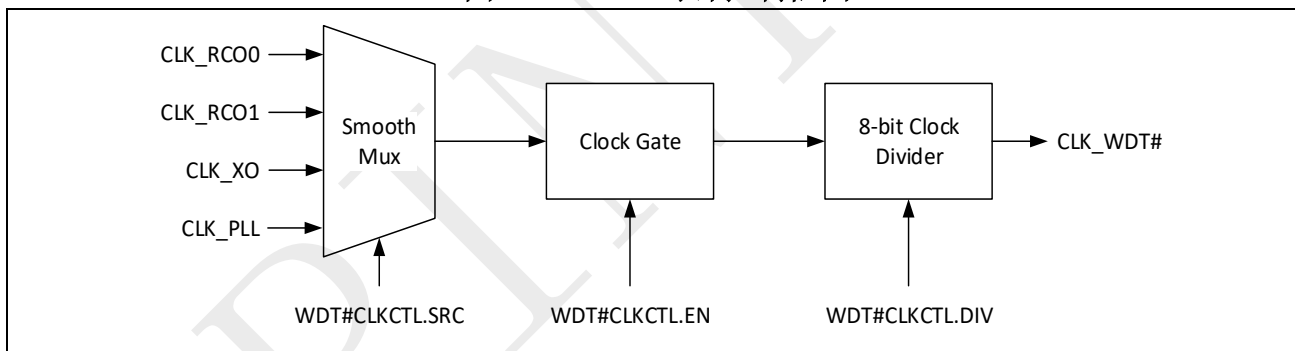 CLK_RCO0
CLK_RCO1
CLK_XO
CLK_PLL
Smooth
Mux
Clock Gate
8-bit Clock
Divider
CLK_WDT#
WDT#CLKCTL.SRC
WDT#CLKCTL.EN
WDT#CLKCTL.DIV